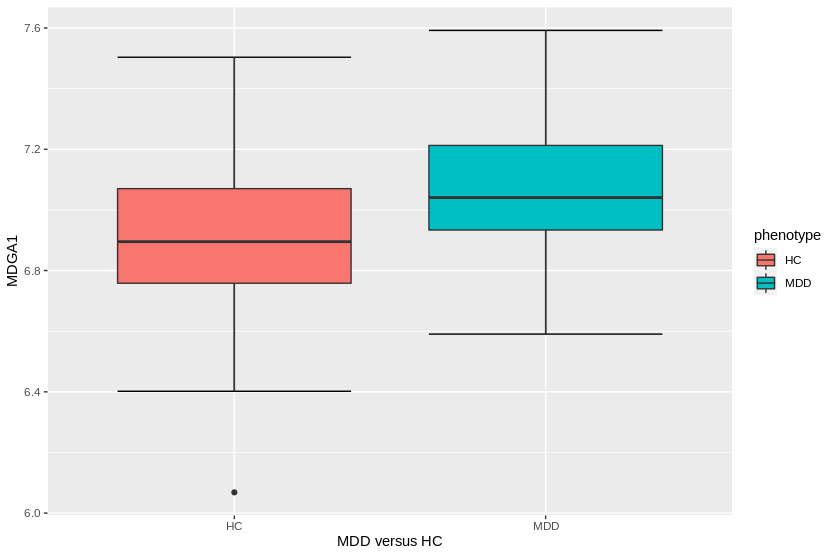 7.6
7.2
6.8
6.4
6.0
MDGA1
HC
MDD
MDD versus HC
phenotype
HC
MDD